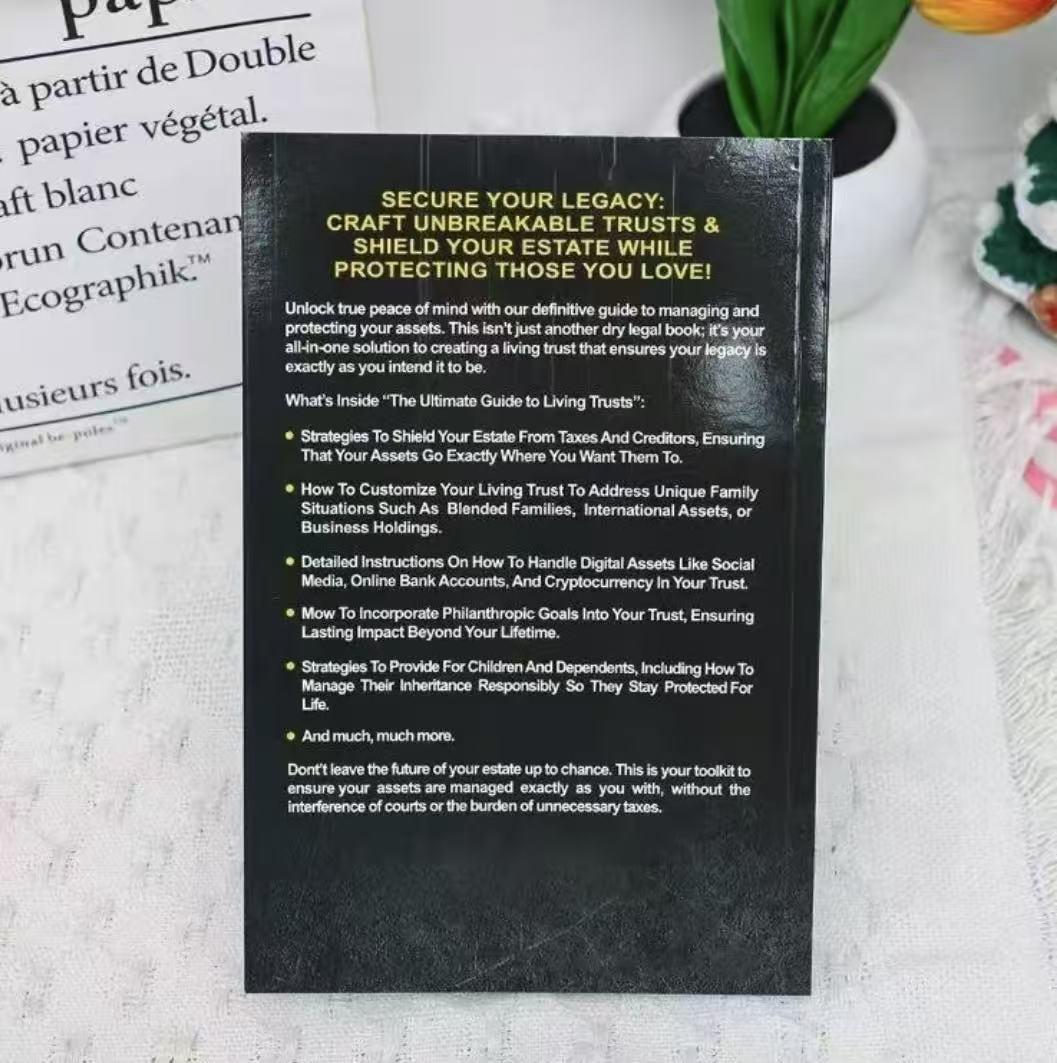 à partir de Double
papier végétal.
blanc
Contenan
Ecographik.™
fois.
be-poles™
SECURE YOUR LEGACY:
CRAFT UNBREAKABLE TRUSTS &
SHIELD YOUR ESTATE WHILE
PROTECTING THOSE YOU LOVE!
Unlock true peace of mind with our definitive guide to managing and
protecting your assets. This isn't just another dry legal book; it's your
all-in-one solution to creating a living trust that ensures your legacy is
exactly as you intend it to be.
What's Inside “The Ultimate Guide to Living Trusts”:
• Strategies To Shield Your Estate From Taxes And Creditors, Ensuring
That Your Assets Go Exactly Where You Want Them To.
• How To Customize Your Living Trust To Address Unique Family
Situations Such As Blended Families, International Assets, or
Business Holdings.
• Detailed Instructions On How To Handle Digital Assets Like Social
Media, Online Bank Accounts, And Cryptocurrency In Your Trust.
• Mow To Incorporate Philanthropic Goals Into Your Trust, Ensuring
Lasting Impact Beyond Your Lifetime.
• Strategies To Provide For Children And Dependents, Including How To
Manage Their Inheritance Responsibly So They Stay Protected For
Life.
• And much, much more.
Dont't leave the future of your estate up to chance. This is your toolkit to
ensure your assets are managed exactly as you with, without the
interference of courts or the burden of unnecessary taxes.